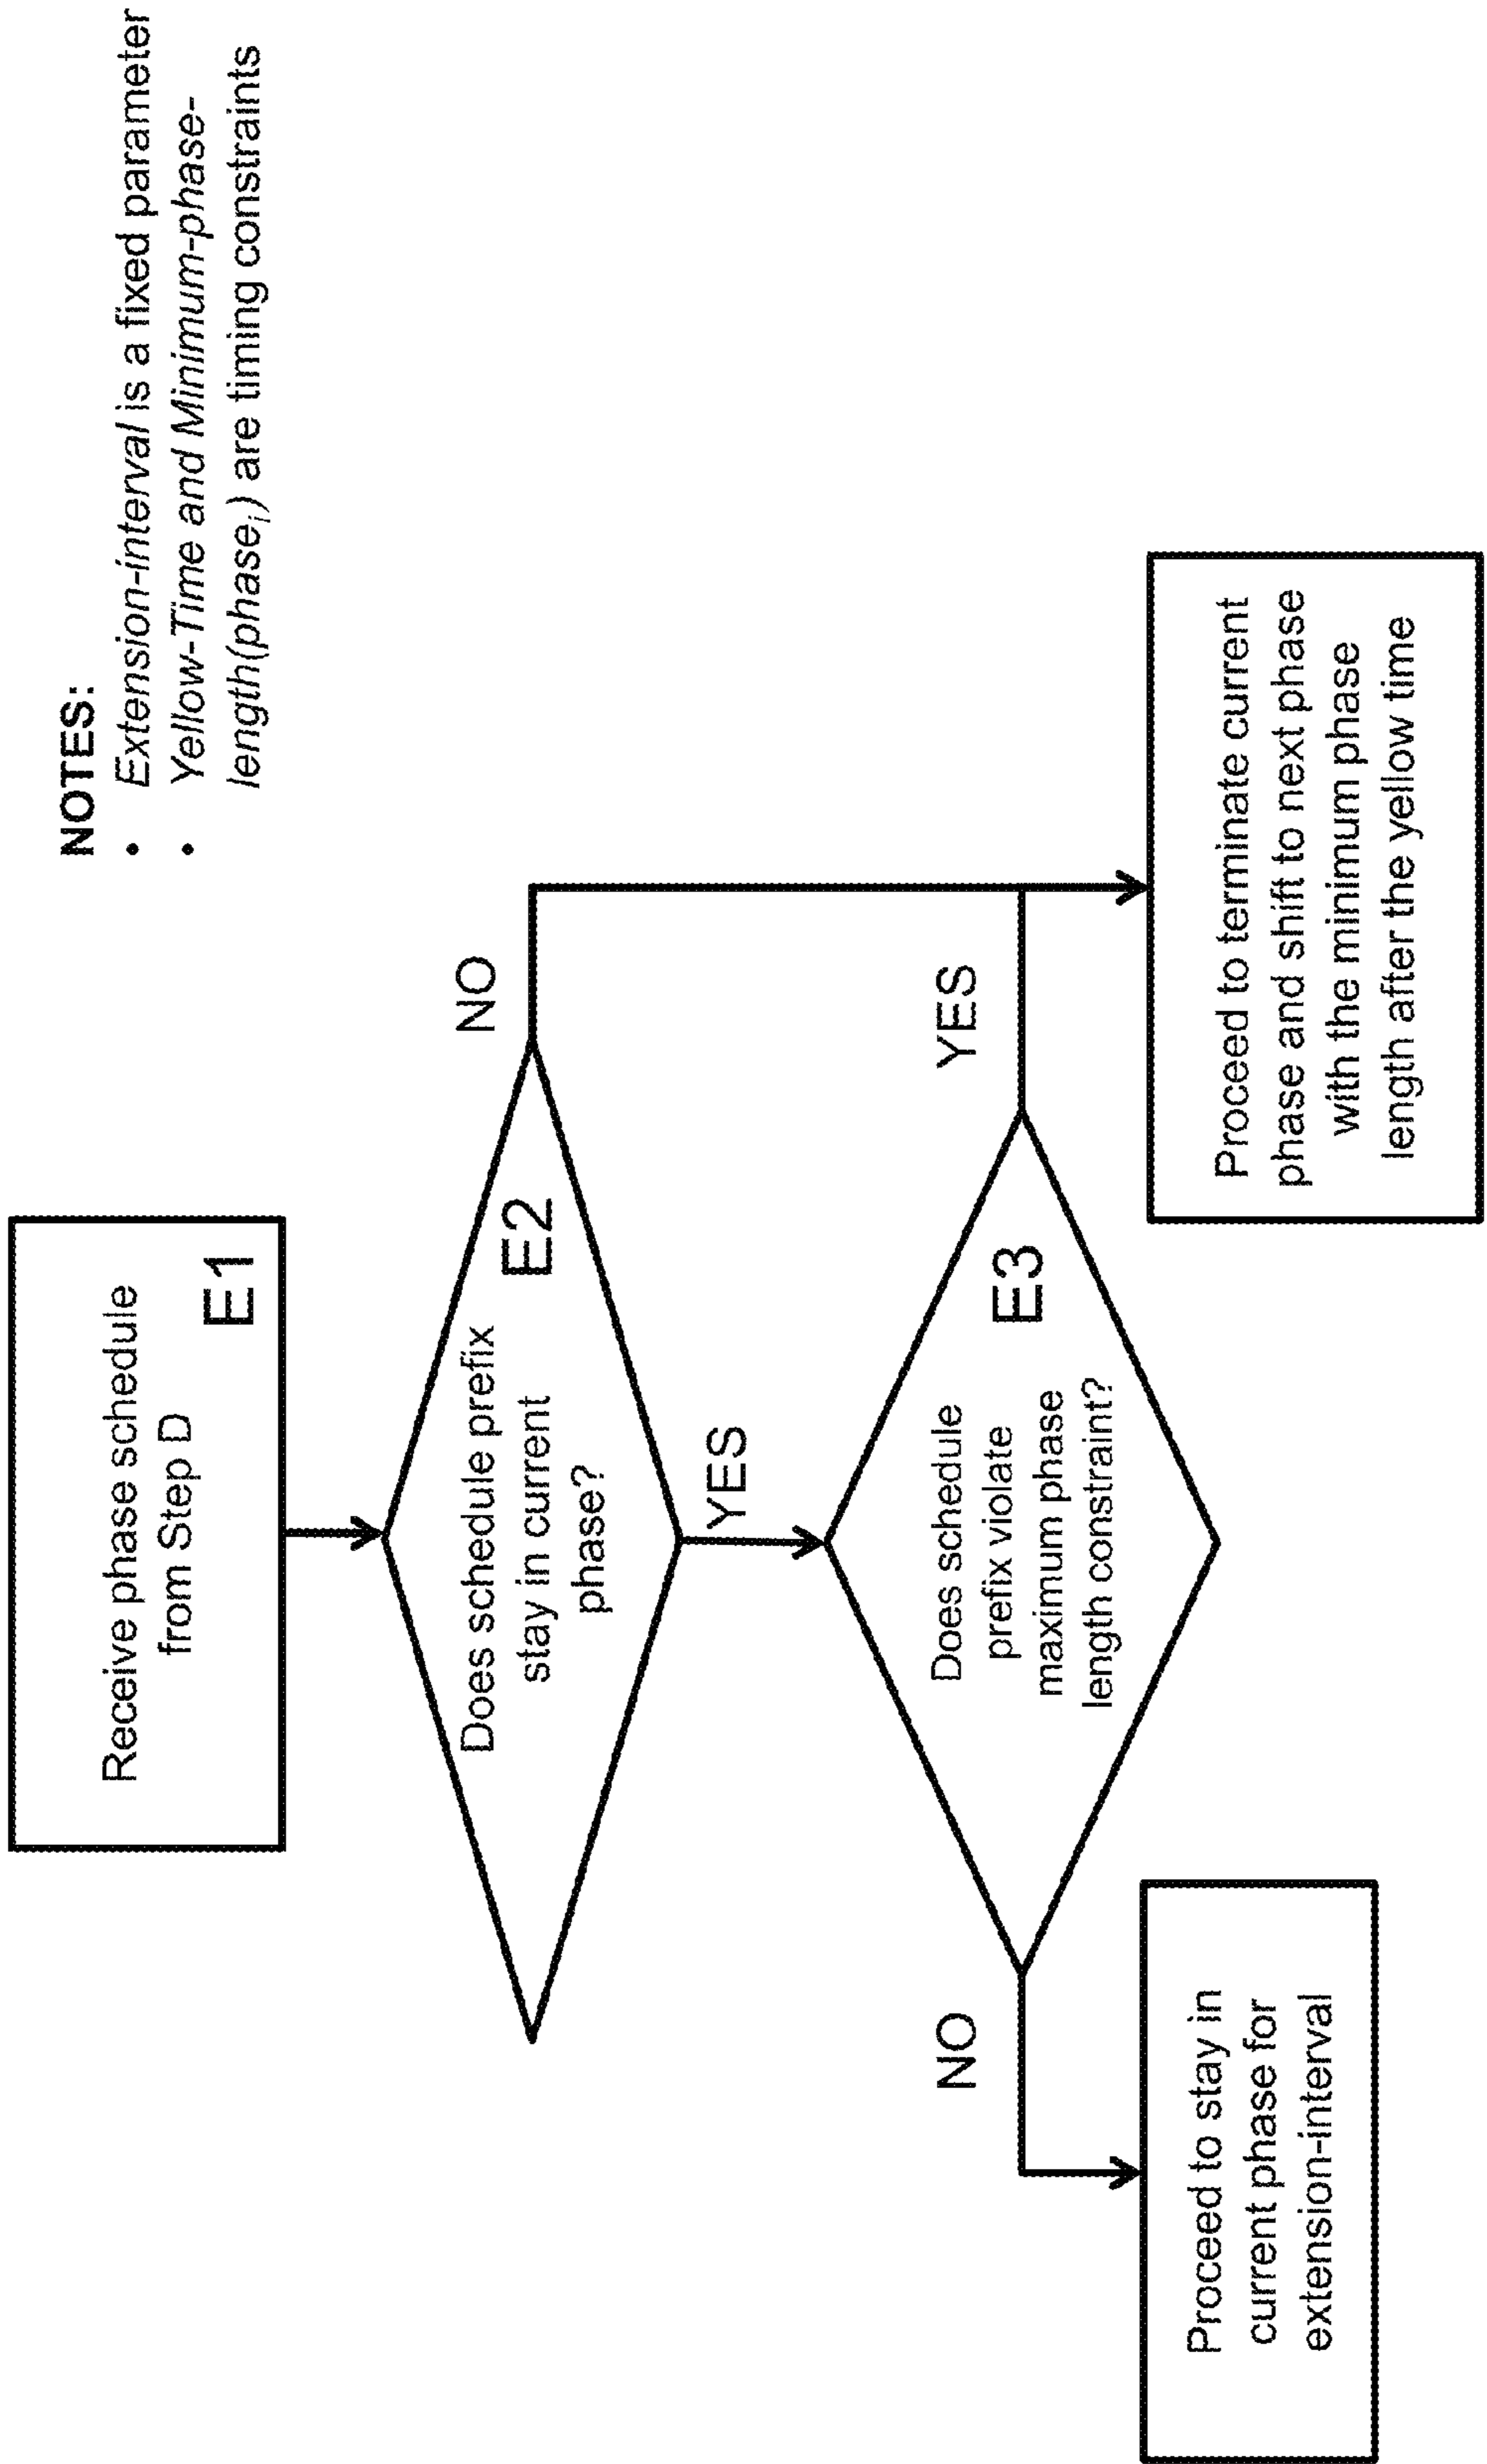 NOTES:
• Extension-interval is a fixed parameter
• Yellow-Time and Minimum-phase-
length(phaseᵢ) are timing constraints
Receive phase schedule
from Step D
E1
Does schedule prefix
stay in current
phase?
E2
NO
YES
Does schedule
prefix violate
maximum phase
length constraint?
E3
YES
NO
Proceed to stay in
current phase for
extension-interval
Proceed to terminate current
phase and shift to next phase
with the minimum phase
length after the yellow time